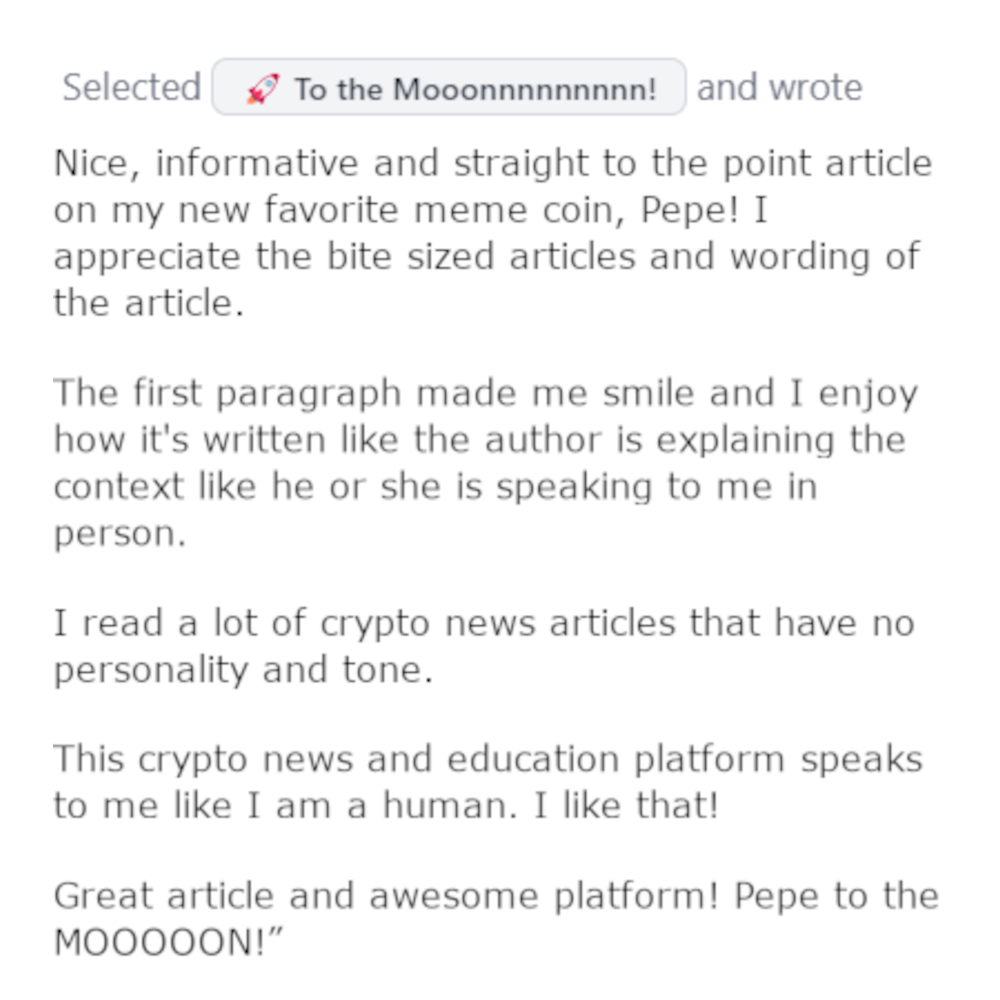 Selected 🚀 To the Mooonnnnnnnnn! and wrote
Nice, informative and straight to the point article
on my new favorite meme coin, Pepe! I
appreciate the bite sized articles and wording of
the article.
The first paragraph made me smile and I enjoy
how it's written like the author is explaining the
context like he or she is speaking to me in
person.
I read a lot of crypto news articles that have no
personality and tone.
This crypto news and education platform speaks
to me like I am a human. I like that!
Great article and awesome platform! Pepe to the
MOOOOON!”